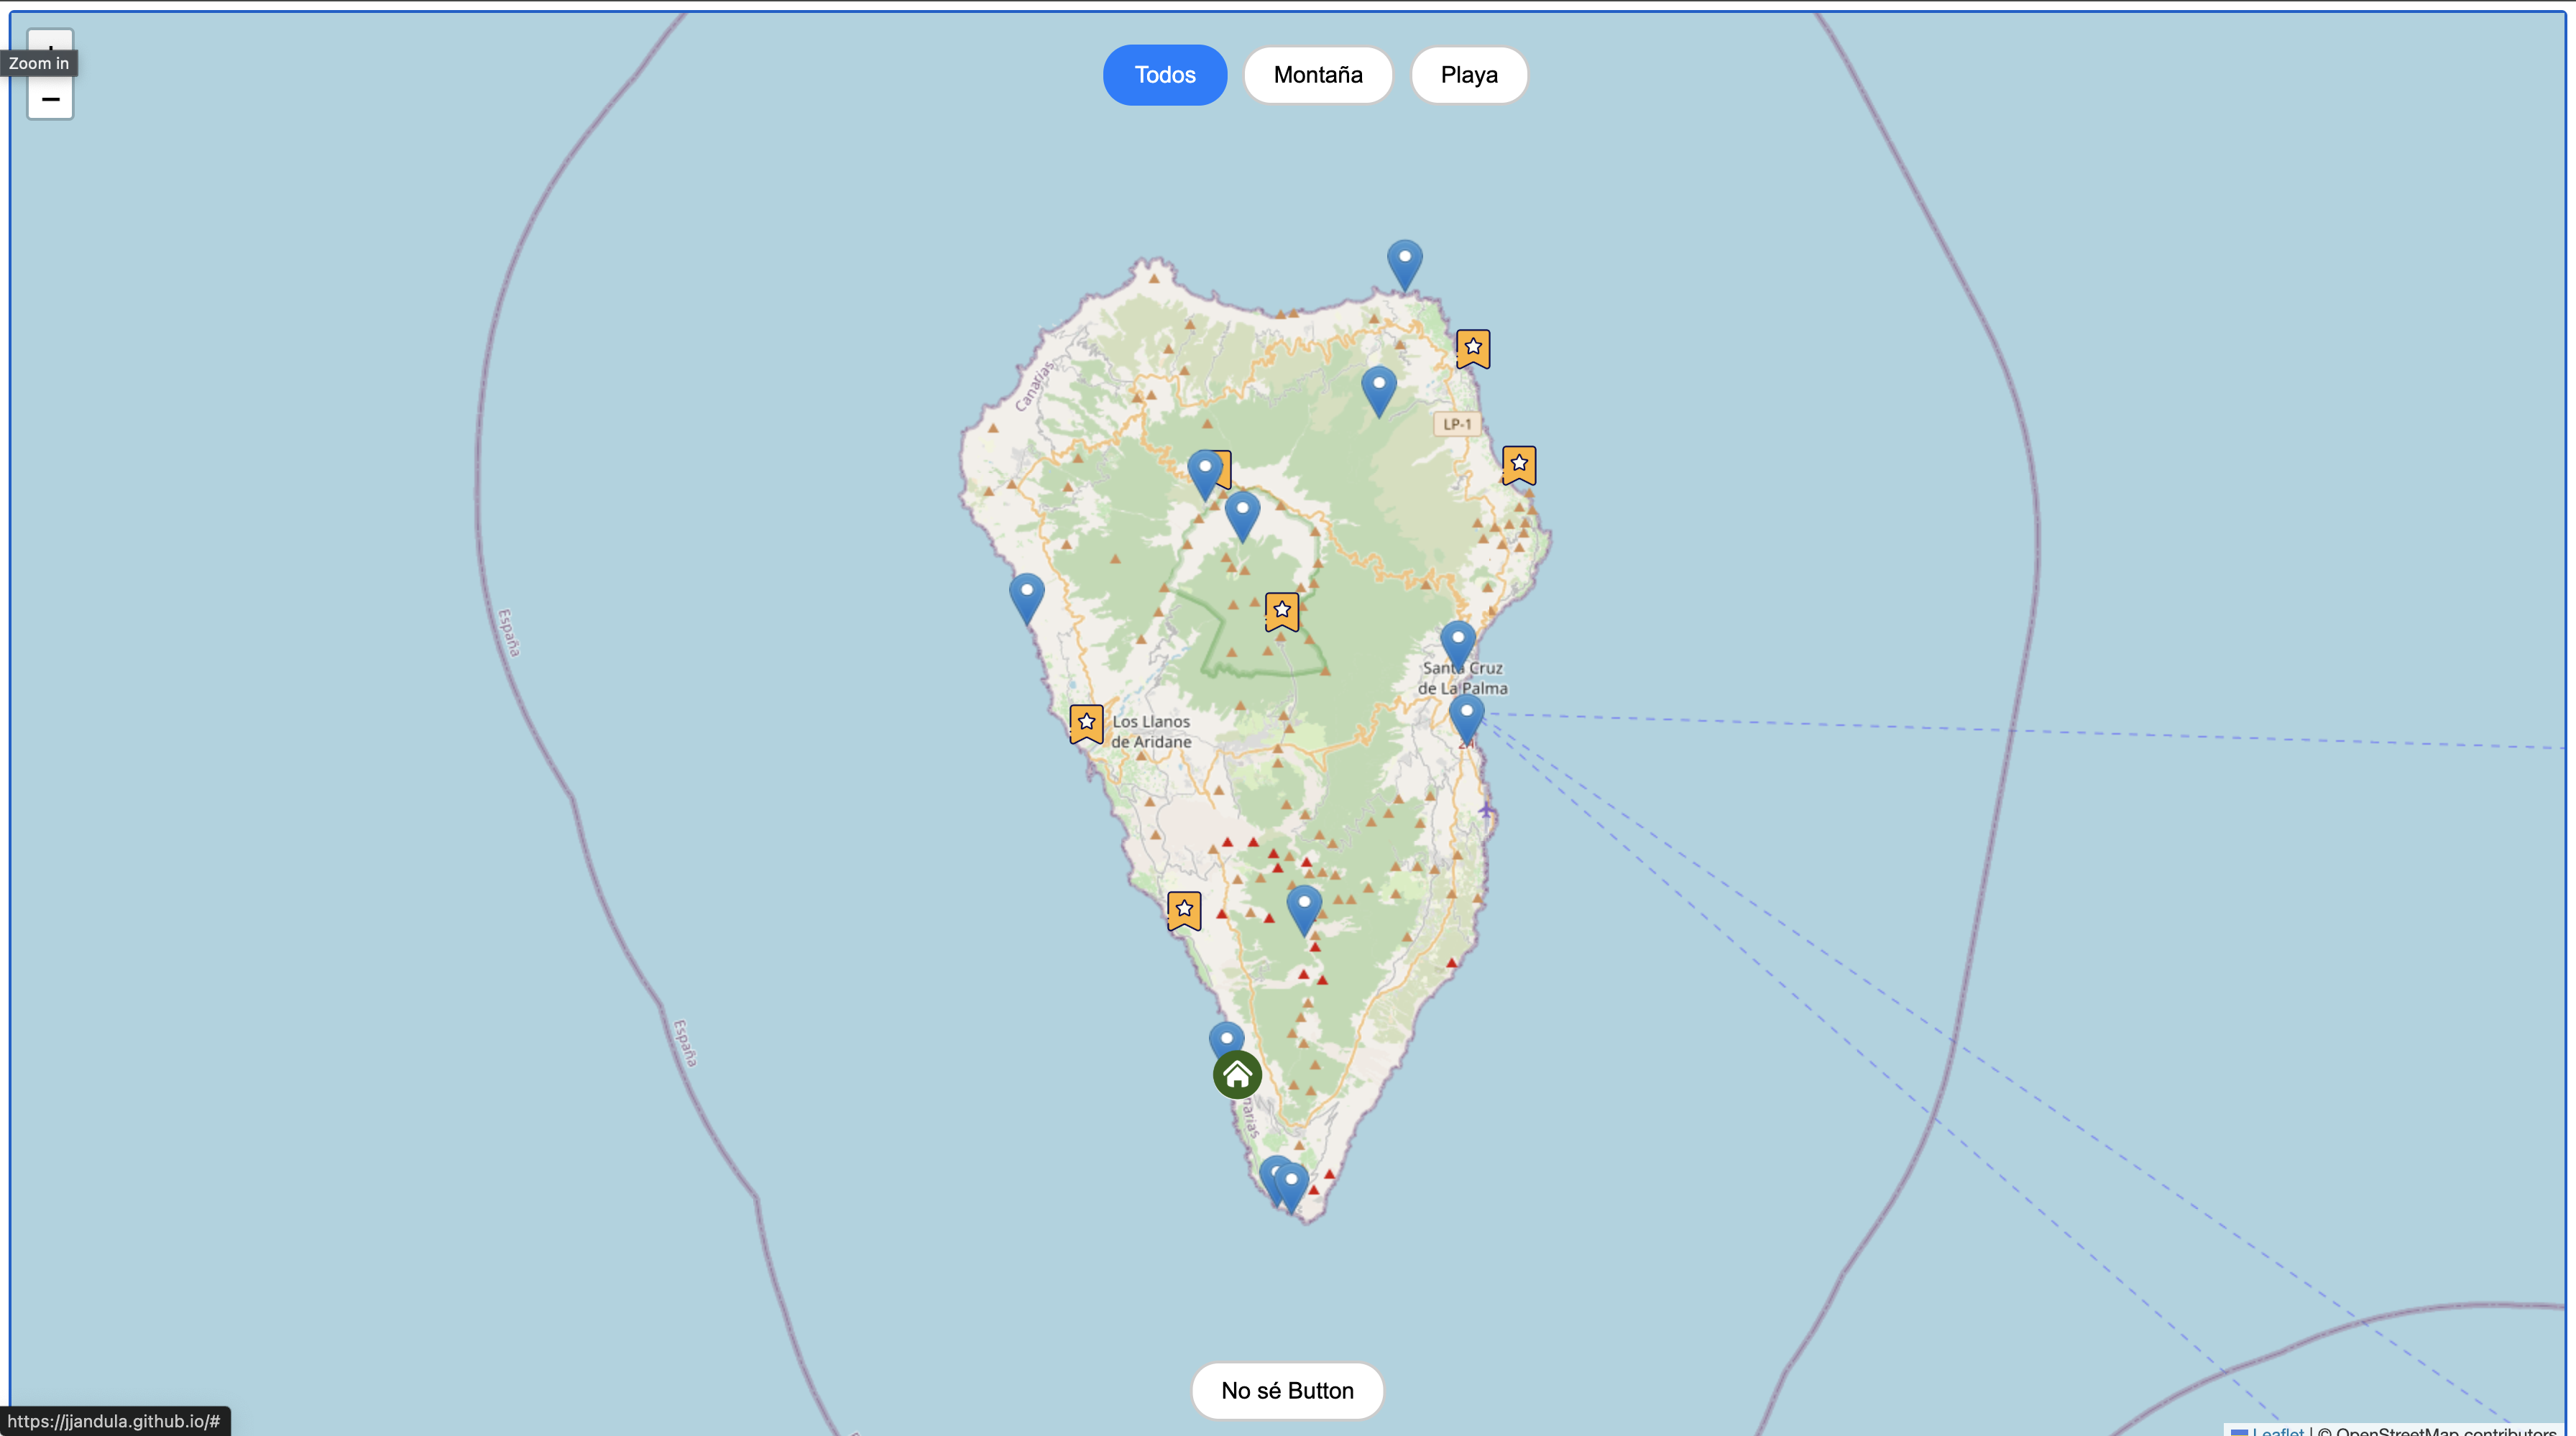 Zoom in
−
Todos
Montaña
Playa
Canarias
LP-1
España
Santa Cruz
de La Palma
Los Llanos
de Aridane
España
narias
No sé Button
https://jjandula.github.io/#
Leaflet | © OpenStreetMap contributors